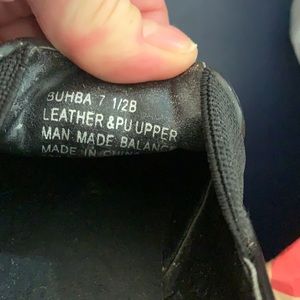 BUHBA 7 1/2B
LEATHER & PU UPPER
MAN MADE BALANCE
MADE IN CHINA